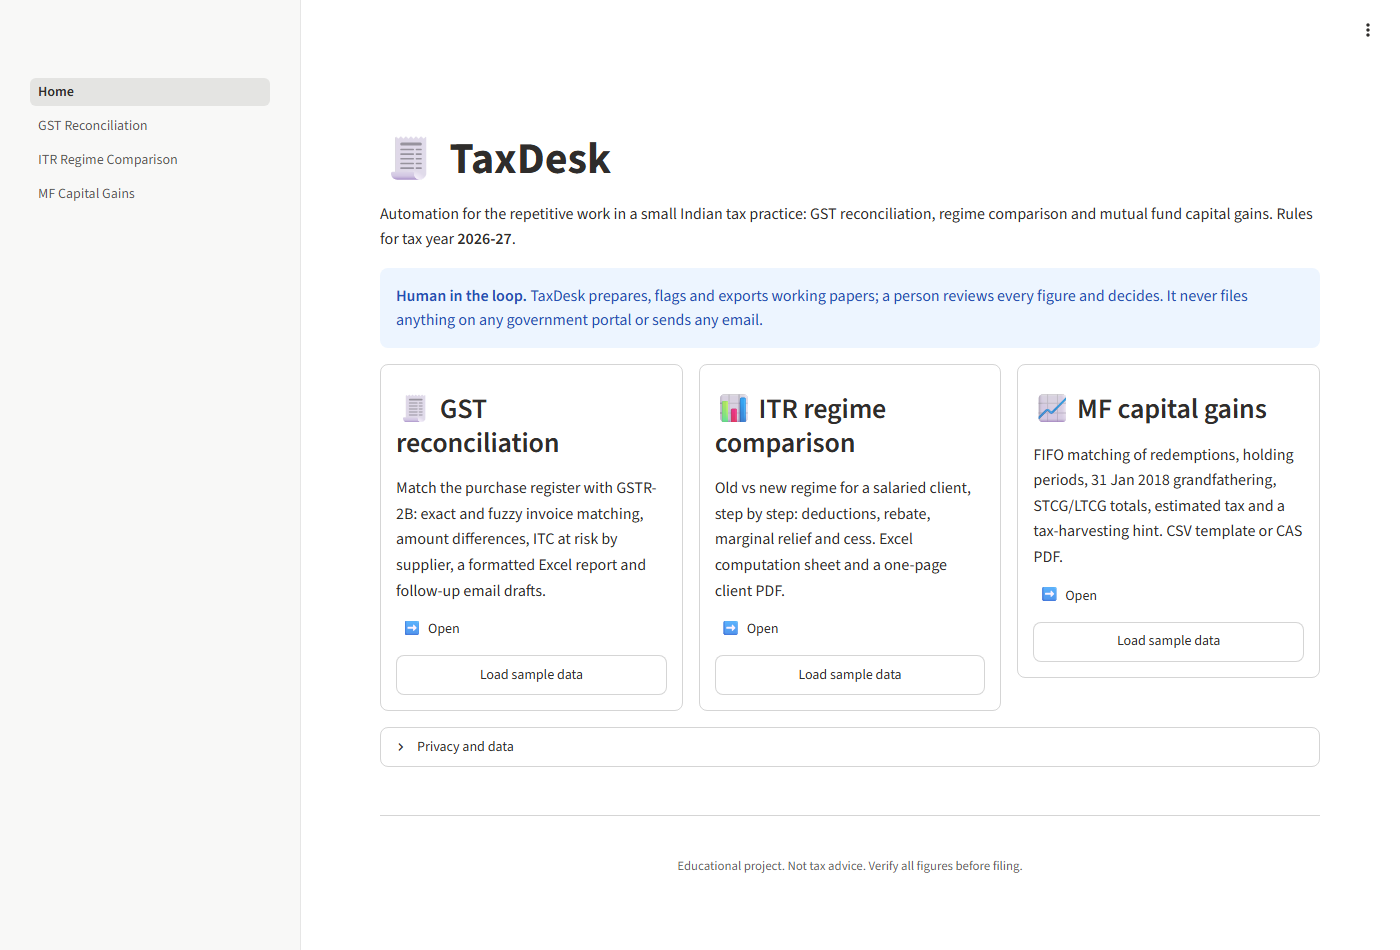 Home
GST Reconciliation
ITR Regime Comparison
MF Capital Gains
TaxDesk
Automation for the repetitive work in a small Indian tax practice: GST reconciliation, regime comparison and mutual fund capital gains. Rules
for tax year 2026-27.
Human in the loop. TaxDesk prepares, flags and exports working papers; a person reviews every figure and decides. It never files
anything on any government portal or sends any email.
GST
reconciliation
Match the purchase register with GSTR-
2B: exact and fuzzy invoice matching,
amount differences, ITC at risk by
supplier, a formatted Excel report and
follow-up email drafts.
Open
Load sample data
ITR regime
comparison
Old vs new regime for a salaried client,
step by step: deductions, rebate,
marginal relief and cess. Excel
computation sheet and a one-page
client PDF.
Open
Load sample data
MF capital gains
FIFO matching of redemptions, holding
periods, 31 Jan 2018 grandfathering,
STCG/LTCG totals, estimated tax and a
tax-harvesting hint. CSV template or CAS
PDF.
Open
Load sample data
Privacy and data
Educational project. Not tax advice. Verify all figures before filing.